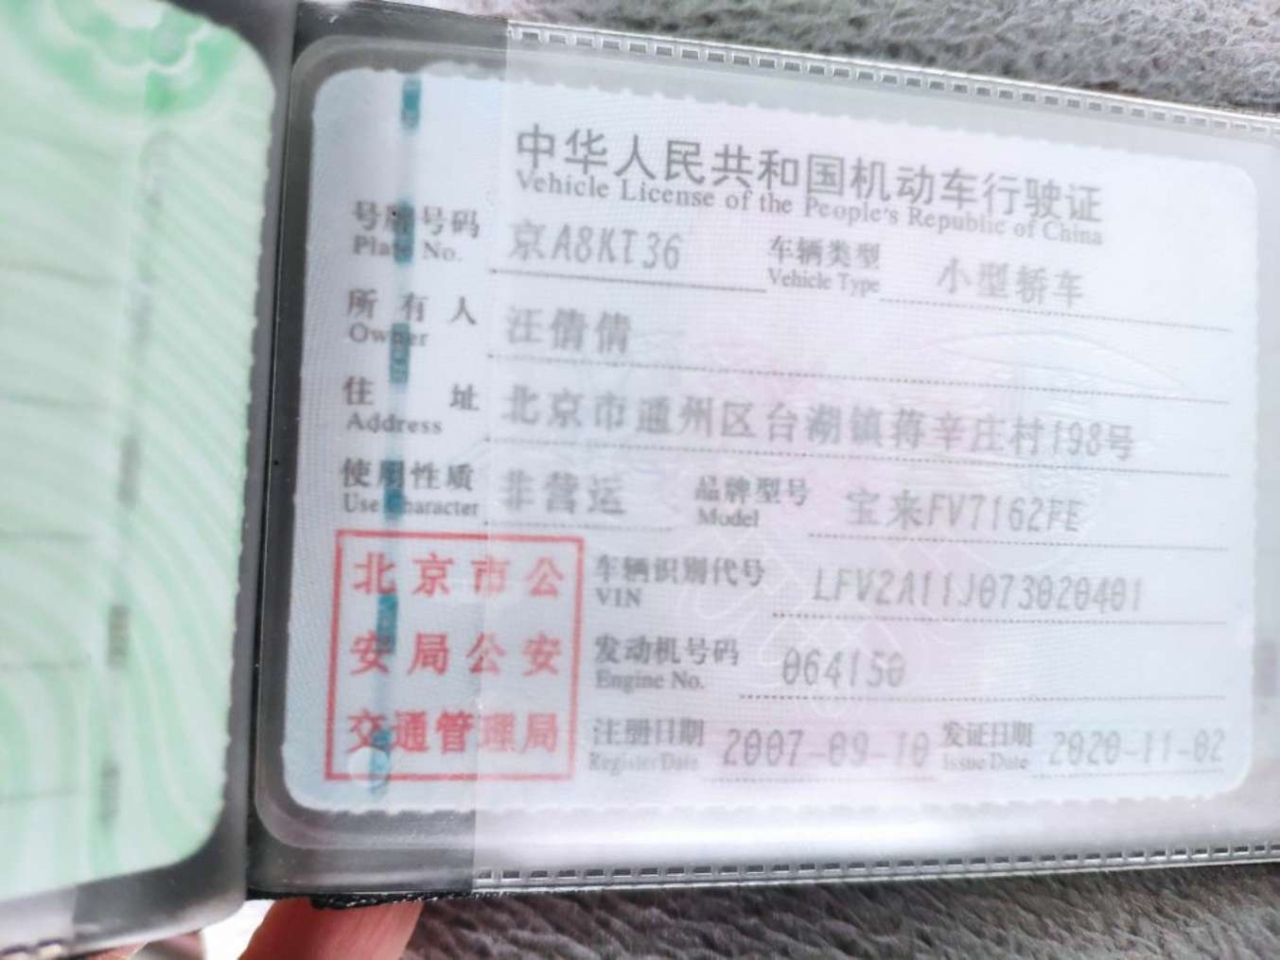 中华人民共和国机动车行驶证
Vehicle License of the People's Republic of China
号牌号码 京A8KT36 车辆类型 小型轿车
Plate No. Vehicle Type
所有人 汪倩倩
Owner
住址 北京市通州区台湖镇蒋辛庄村198号
Address
使用性质 非营运 品牌型号 宝来FV7162FE
Use Character Model
北京市公
安局公安
交通管理局
车辆识别代号 LFV2A11J073020401
VIN
发动机号码 064150
Engine No.
注册日期 2007-09-10 发证日期 2020-11-02
Register Date Issue Date